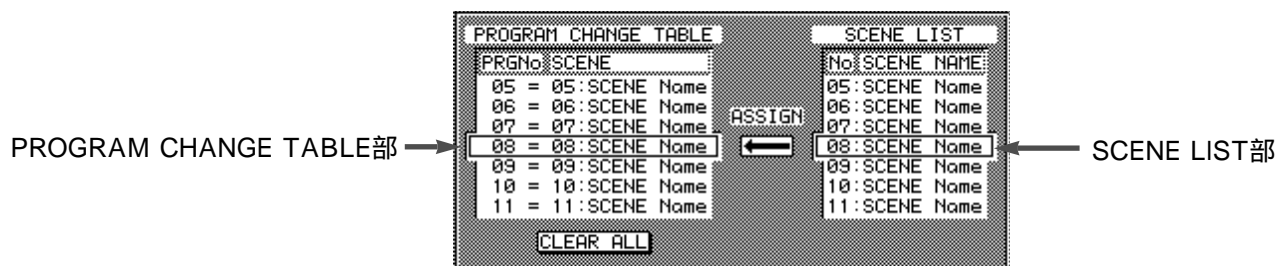 PROGRAM CHANGE TABLE
PRGNo SCENE
05 = 05:SCENE Name
06 = 06:SCENE Name
07 = 07:SCENE Name
08 = 08:SCENE Name
09 = 09:SCENE Name
10 = 10:SCENE Name
11 = 11:SCENE Name
CLEAR ALL
ASSIGN
SCENE LIST
No SCENE NAME
05:SCENE Name
06:SCENE Name
07:SCENE Name
08:SCENE Name
09:SCENE Name
10:SCENE Name
11:SCENE Name
PROGRAM CHANGE TABLE部
SCENE LIST部